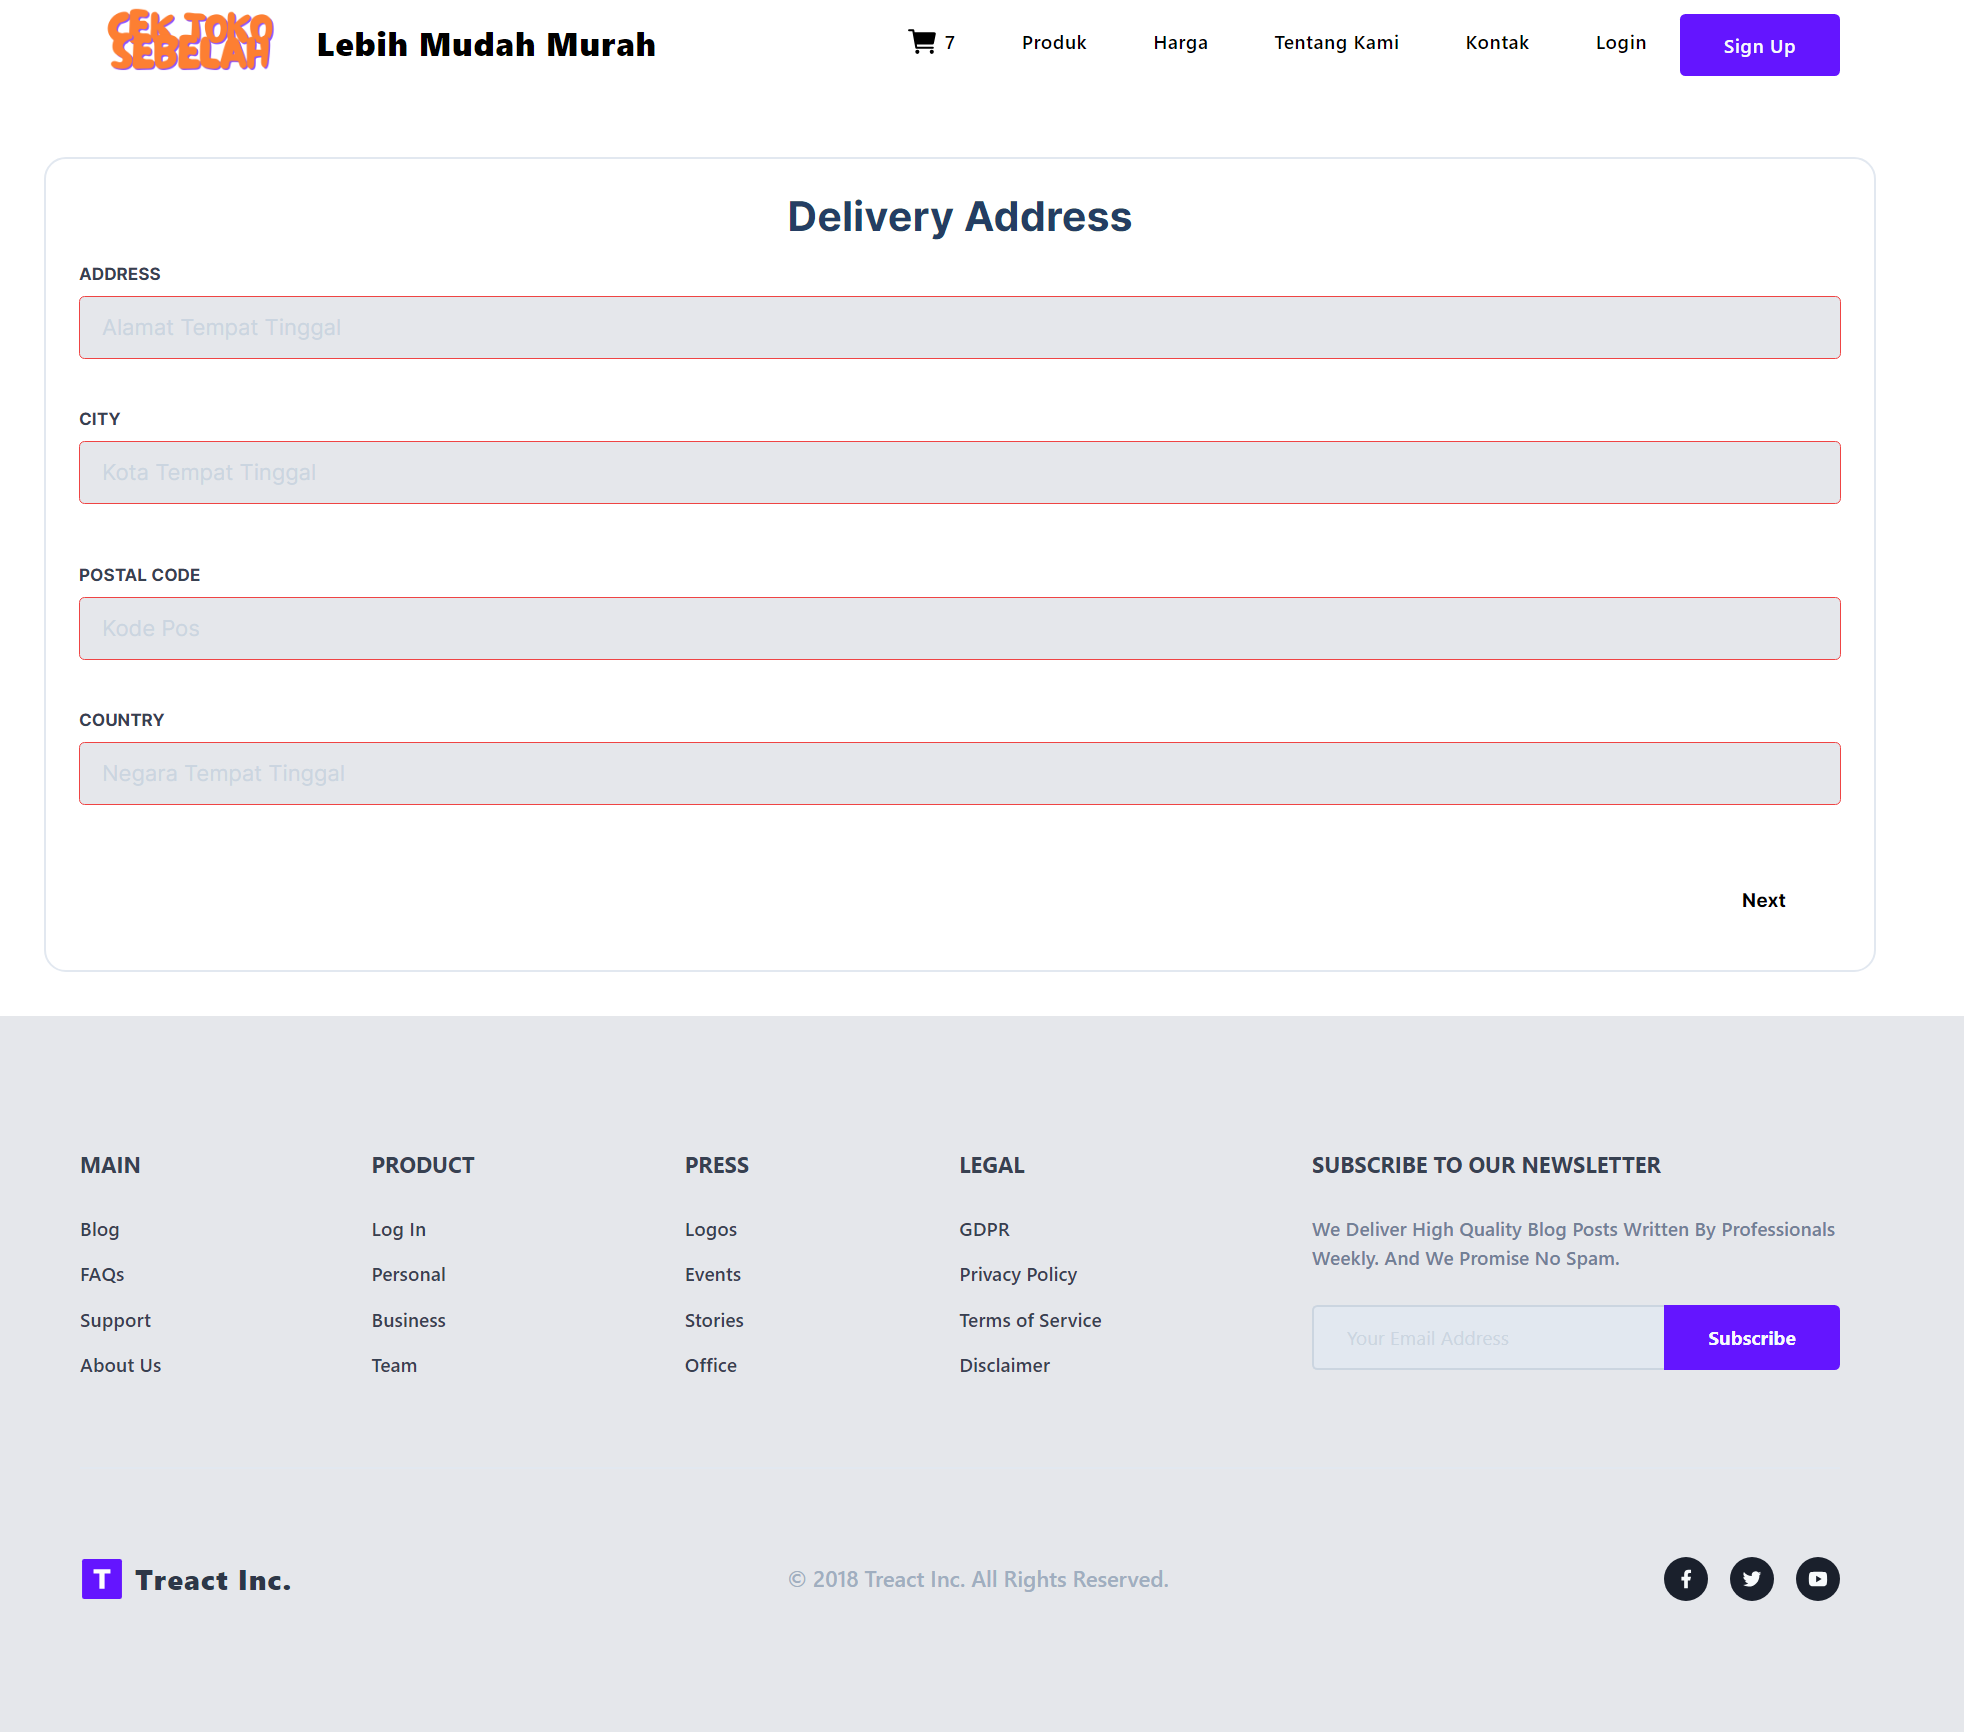 CEK TOKO
SEBELAH
Lebih Mudah Murah
7
Produk
Harga
Tentang Kami
Kontak
Login
Sign Up
Delivery Address
ADDRESS
Alamat Tempat Tinggal
CITY
Kota Tempat Tinggal
POSTAL CODE
Kode Pos
COUNTRY
Negara Tempat Tinggal
Next
MAIN
Blog
FAQs
Support
About Us
PRODUCT
Log In
Personal
Business
Team
PRESS
Logos
Events
Stories
Office
LEGAL
GDPR
Privacy Policy
Terms of Service
Disclaimer
SUBSCRIBE TO OUR NEWSLETTER
We Deliver High Quality Blog Posts Written By Professionals
Weekly. And We Promise No Spam.
Your Email Address
Subscribe
T
Treact Inc.
© 2018 Treact Inc. All Rights Reserved.